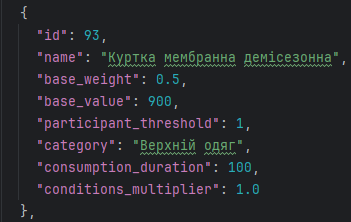 {
"id": 93,
"name": "Куртка мембранна демісезонна",
"base_weight": 0.5,
"base_value": 900,
"participant_threshold": 1,
"category": "Верхній одяг",
"consumption_duration": 100,
"conditions_multiplier": 1.0
},